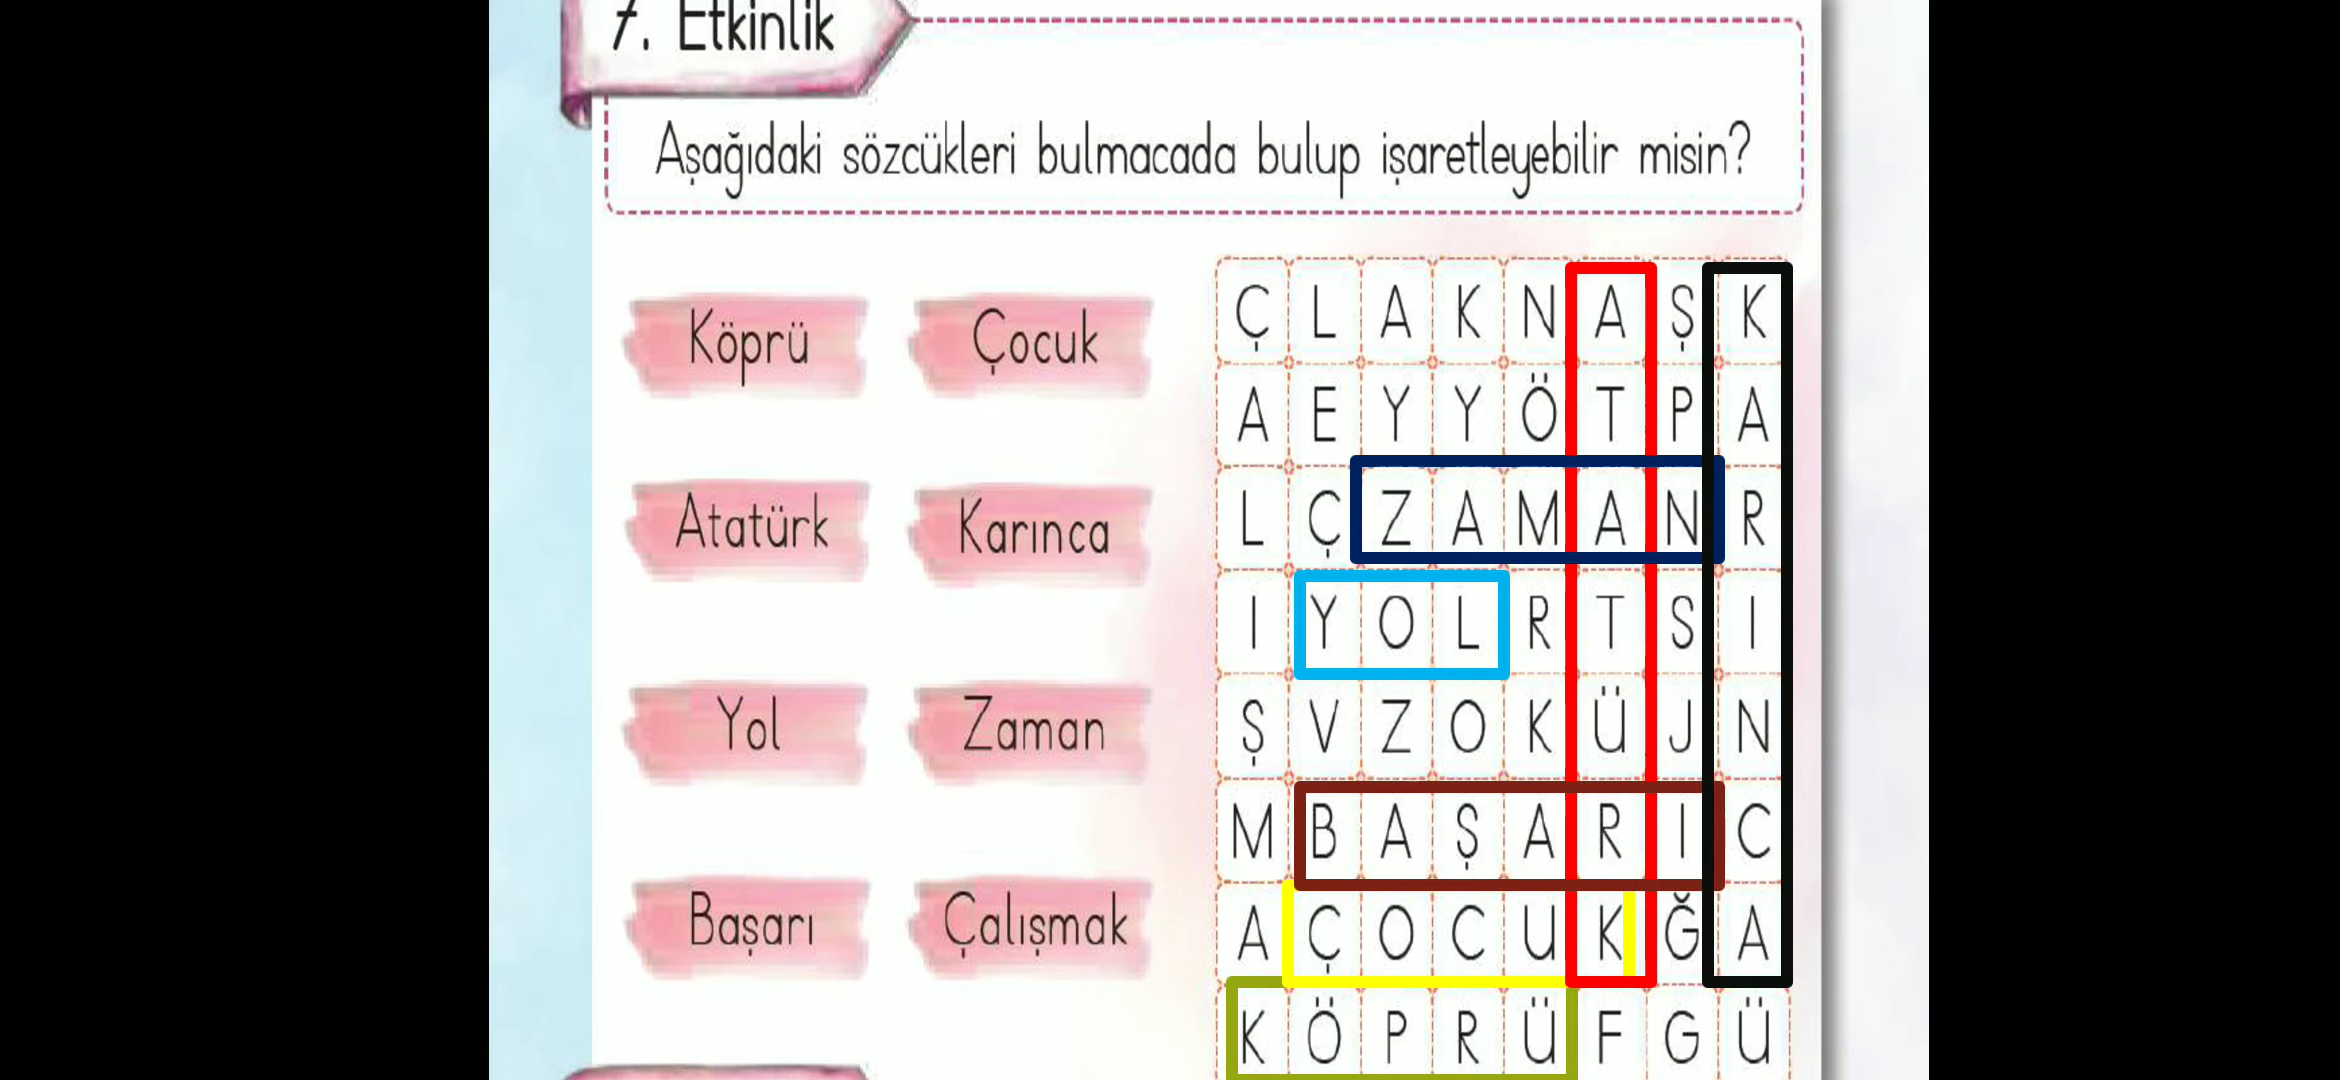 7. Etkinlik
Aşağıdaki sözcükleri bulmacada bulup işaretleyebilir misin?
Köprü Çocuk
Atatürk Karınca
Yol Zaman
Başarı Çalışmak
Ç L A K N A Ş K
A E Y Y Ö T P A
L Ç Z A M A N R
I Y O L R T S I
Ş V Z O K Ü J N
M B A Ş A R I C
A Ç O C U K Ğ A
K Ö P R Ü F G Ü